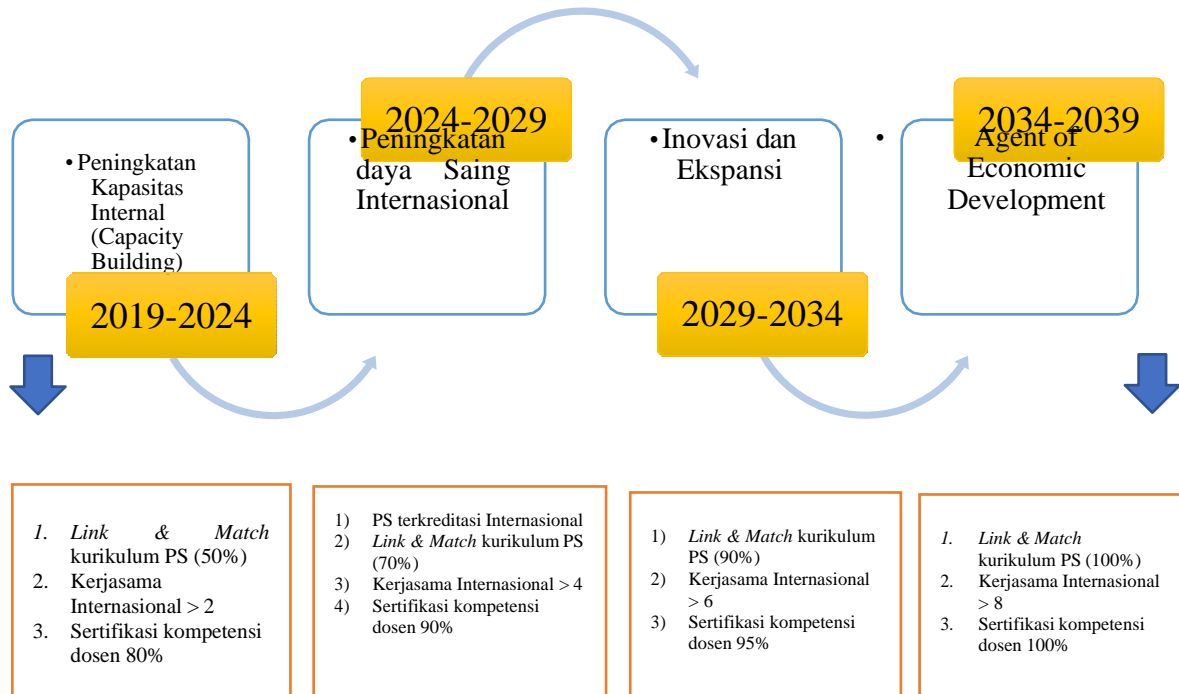 • Peningkatan
Kapasitas
Internal
(Capacity
Building)
2019-2024
2024-2029
• Peningkatan
daya Saing
Internasional
• Inovasi dan
Ekspansi
2029-2034
2034-2039
• Agent of
Economic
Development
1. Link & Match
kurikulum PS (50%)
2. Kerjasama
Internasional > 2
3. Sertifikasi kompetensi
dosen 80%
1) PS terkreditasi Internasional
2) Link & Match kurikulum PS
(70%)
3) Kerjasama Internasional > 4
4) Sertifikasi kompetensi
dosen 90%
1) Link & Match kurikulum
PS (90%)
2) Kerjasama Internasional
> 6
3) Sertifikasi kompetensi
dosen 95%
1. Link & Match
kurikulum PS (100%)
2. Kerjasama Internasional
> 8
3. Sertifikasi kompetensi
dosen 100%